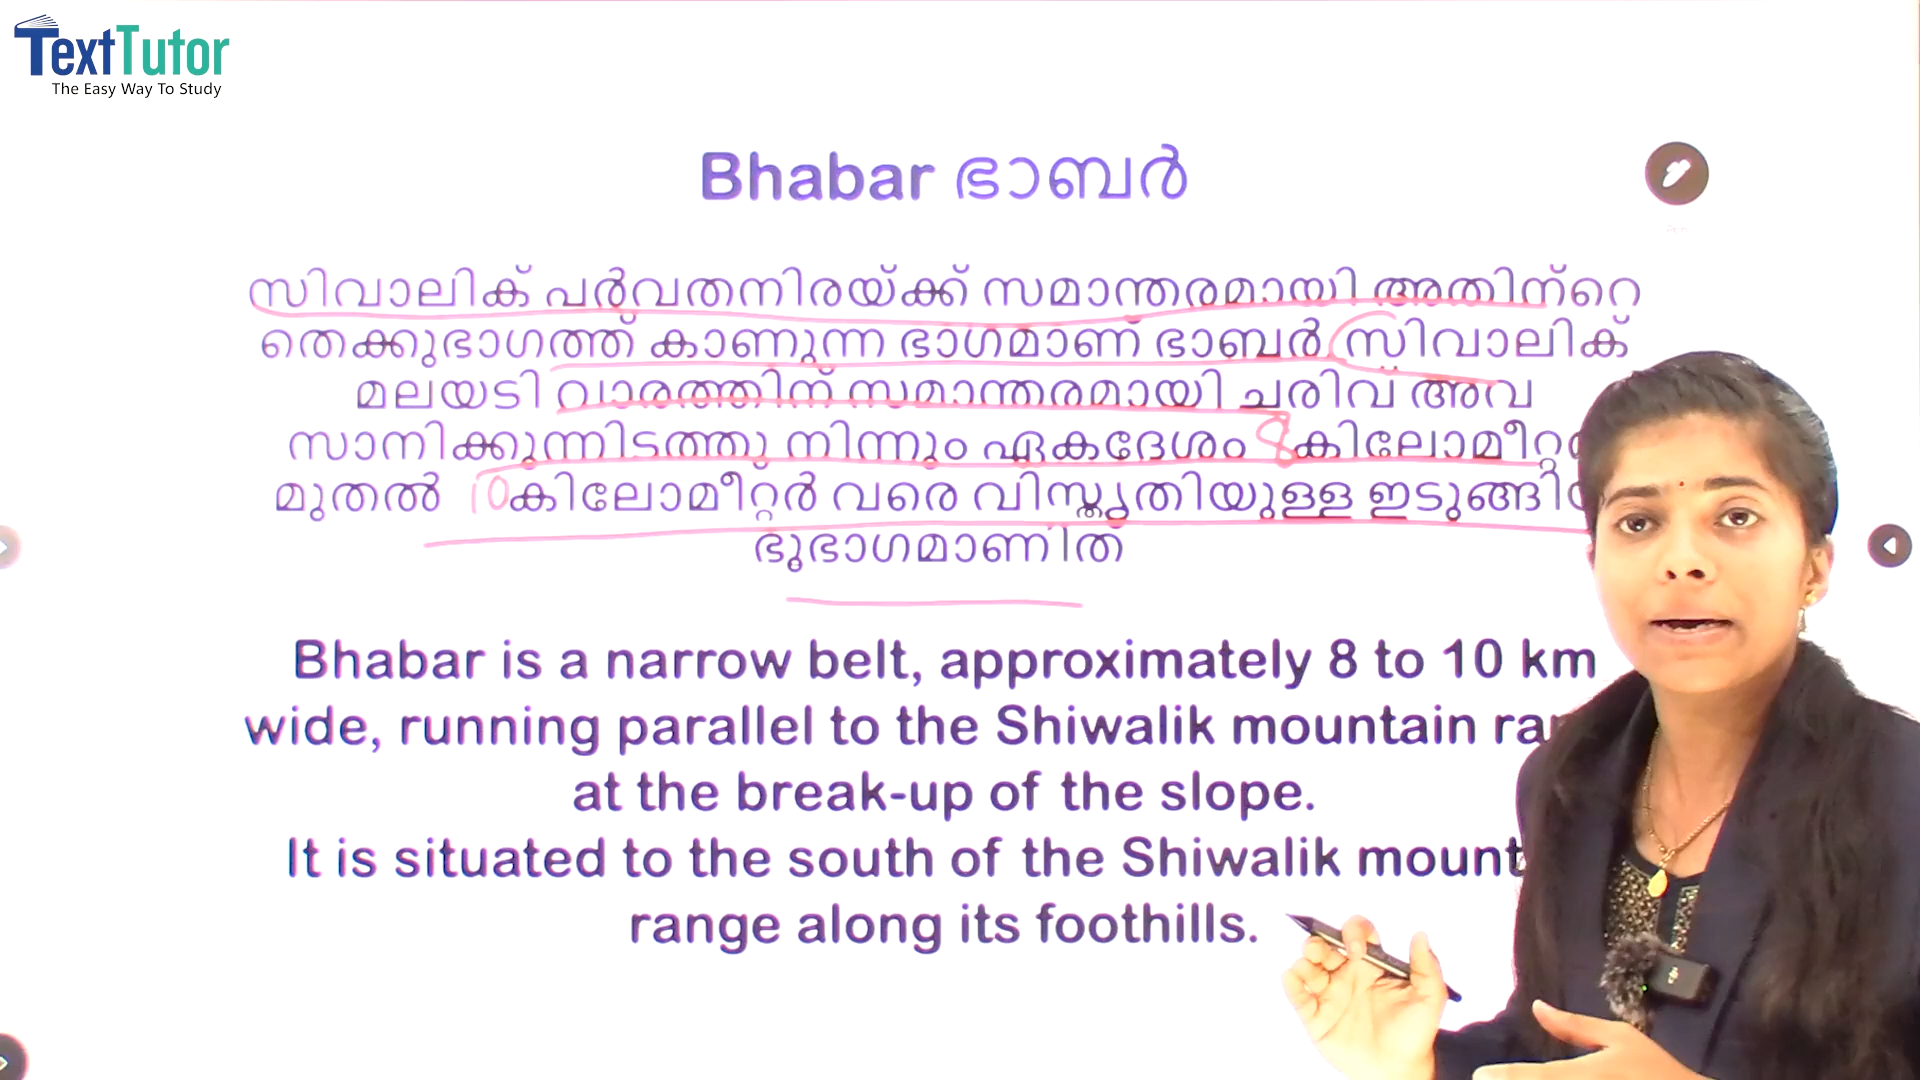 TextTutor
The Easy Way To Study
Bhabar ഭാബർ
സിവാലിക് പർവതനിരയ്ക്ക് സമാന്തരമായി അതിന്റെ
തെക്കുഭാഗത്ത് കാണുന്ന ഭാഗമാണ് ഭാബർ. സിവാലിക്
മലയടി വാരത്തിന് സമാന്തരമായി ചരിവ് അവ
സാനിക്കുന്നിടത്തു നിന്നും ഏകദേശം 8 കിലോമീറ്റർ
മുതൽ 10 കിലോമീറ്റർ വരെ വിസ്തൃതിയുള്ള
ഭൂഭാഗമാണിത്
Bhabar is a narrow belt, approximately 8 to 10 km
wide, running parallel to the Shiwalik mountain
at the break-up of the slope.
It is situated to the south of the Shiwalik
range along its foothills.